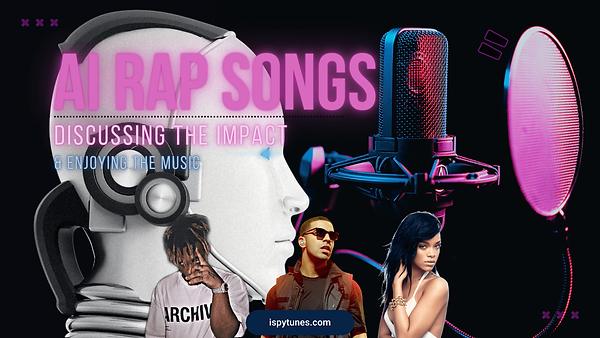 AI RAP SONGS
DISCUSSING THE IMPACT
& ENJOYING THE MUSIC
ARCHIV
ispytunes.com